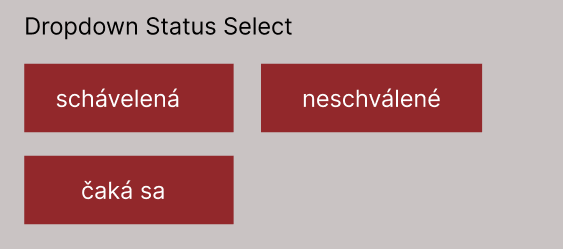 Dropdown Status Select
schávelená
neschválené
čaká sa